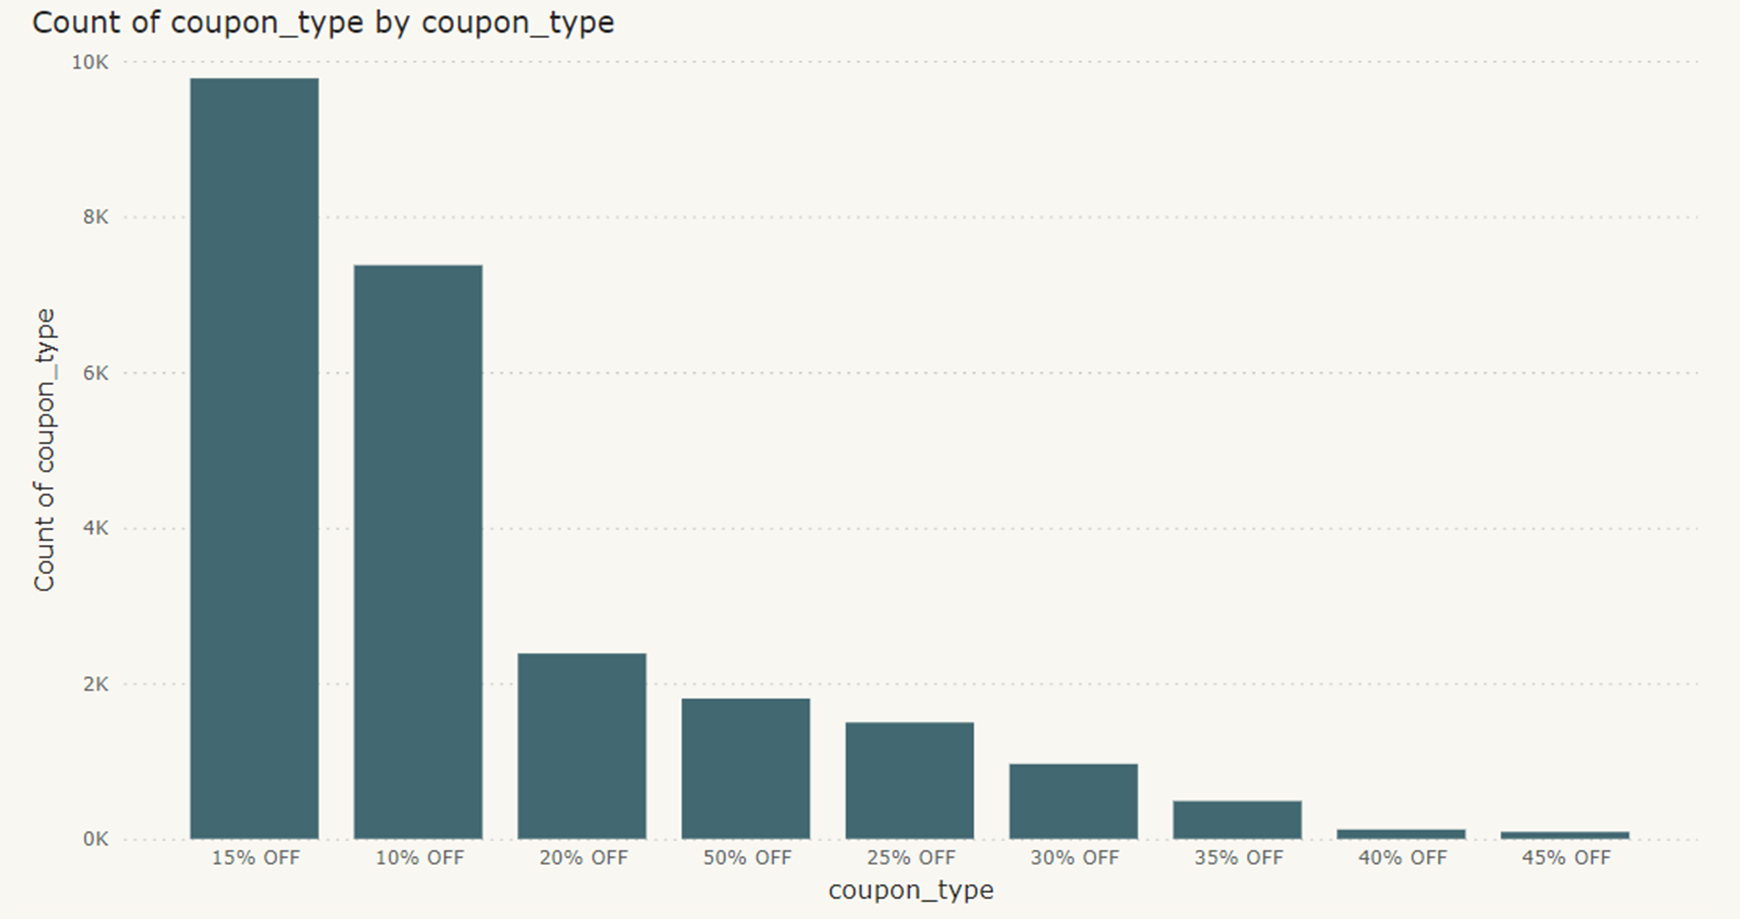 Count of coupon_type by coupon_type
10K
8K
6K
4K
2K
0K
Count of coupon_type
15% OFF 10% OFF 20% OFF 50% OFF 25% OFF 30% OFF 35% OFF 40% OFF 45% OFF
coupon_type